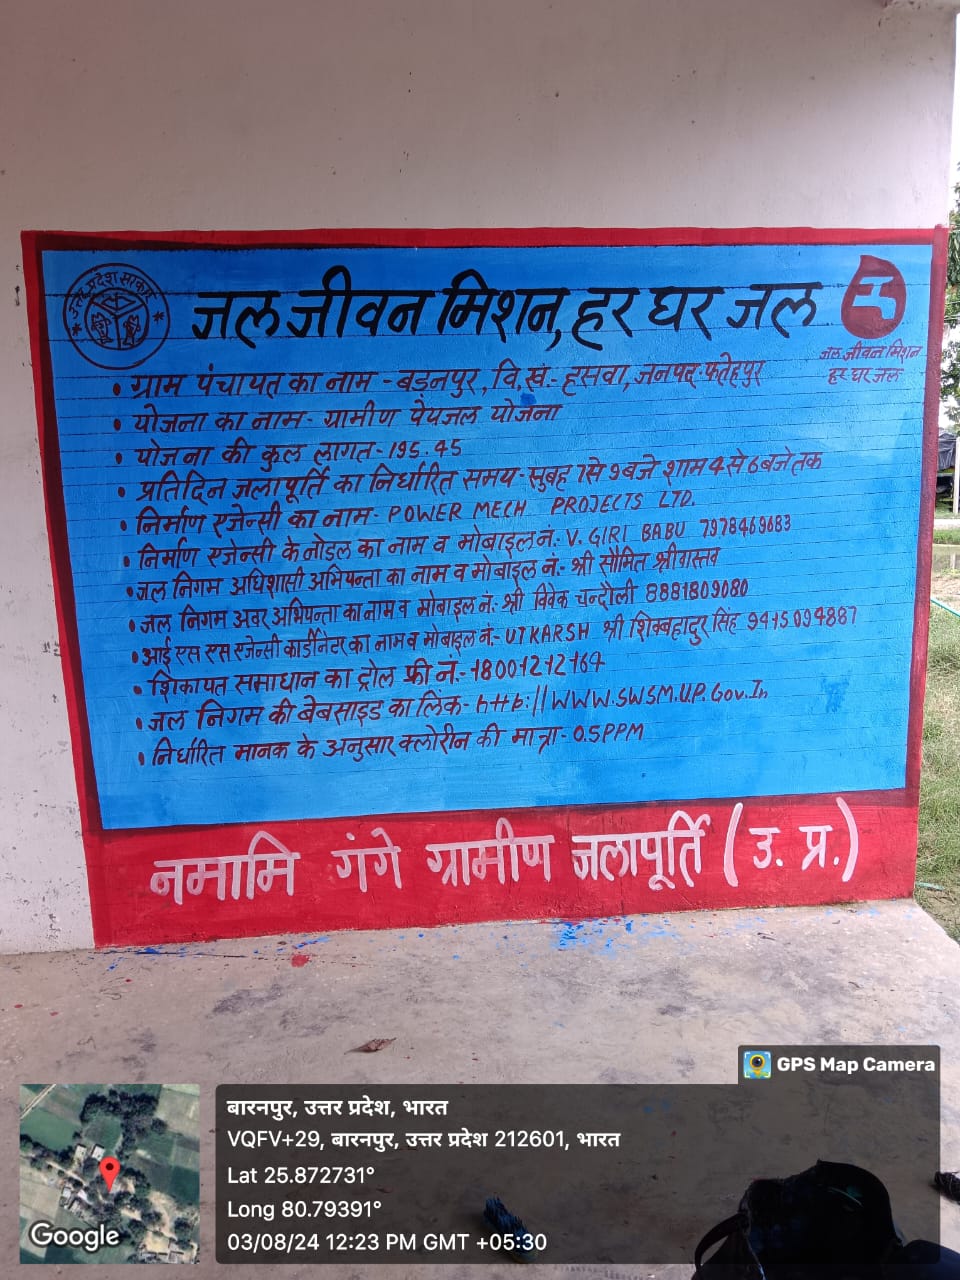 उत्तर प्रदेश सरकार
जल जीवन मिशन, हर घर जल
जल जीवन मिशन
हर घर जल
• ग्राम पंचायत का नाम - बड़नपुर, वि.ख.- हसवा, जनपद- फतेहपुर
• योजना का नाम- ग्रामीण पेयजल योजना
• योजना की कुल लागत-195.45
• प्रतिदिन जलापूर्ति का निर्धारित समय- सुबह 7 से 9 बजे शाम 4 से 6 बजे तक
• निर्माण एजेन्सी का नाम- POWER MECH PROJECTS LTD.
• निर्माण एजेन्सी के नोडल का नाम व मोबाइल नं.- V. GIRI BABU 7978469683
• जल निगम अधिशासी अभियन्ता का नाम व मोबाइल नं.- श्री सौमित श्रीवास्तव
• जल निगम अवर अभियन्ता का नाम व मोबाइल नं.- श्री विवेक चन्दौली 8881809080
• आई एस एस एजेन्सी कार्डीनेटर का नाम व मोबाइल नं.- UTKARSH श्री शिवबहादुर सिंह 9415094887
• शिकायत समाधान का ट्रोल फ्री नं.- 18001212164
• जल निगम की बेबसाइड का लिंक- http://WWW.SWSM.UP.Gov.In
• निर्धारित मानक के अनुसार क्लोरीन की मात्रा- 0.5PPM
नमामि गंगे ग्रामीण जलापूर्ति (उ. प्र.)
GPS Map Camera
बारनपुर, उत्तर प्रदेश, भारत
VQFV+29, बारनपुर, उत्तर प्रदेश 212601, भारत
Lat 25.872731°
Long 80.79391°
03/08/24 12:23 PM GMT +05:30
Google